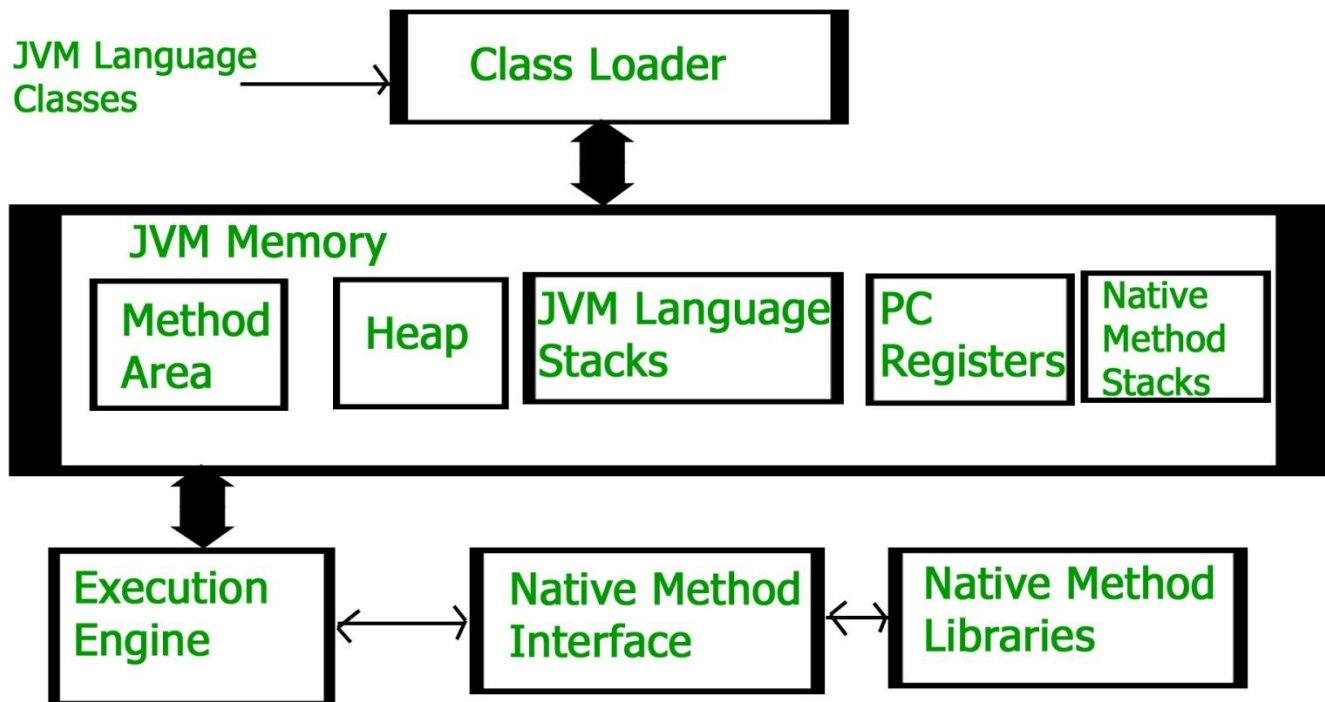 JVM Language
Classes
Class Loader
JVM Memory
Method
Area
Heap
JVM Language
Stacks
PC
Registers
Native
Method
Stacks
Execution
Engine
Native Method
Interface
Native Method
Libraries